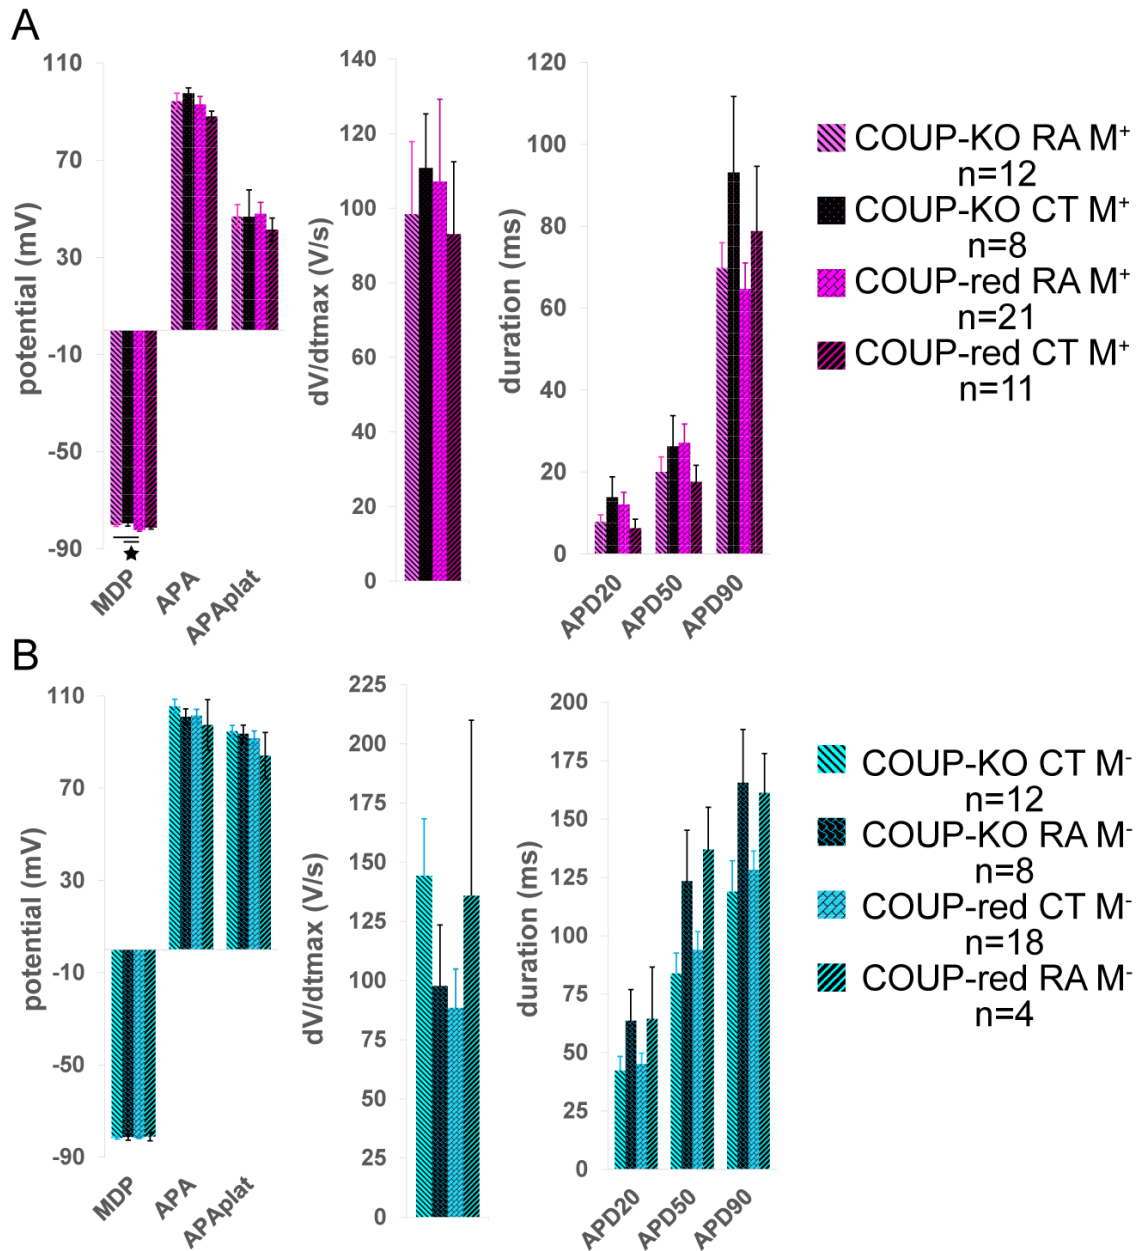 A
potential (mV)
110
70
30
-10
-50
-90
MDP
APA
APAplat
dV/dtmax (V/s)
140
120
100
80
60
40
20
0
duration (ms)
120
100
80
60
40
20
0
APD20
APD50
APD90
COUP-KO RA M⁺
n=12
COUP-KO CT M⁺
n=8
COUP-red RA M⁺
n=21
COUP-red CT M⁺
n=11
B
potential (mV)
110
70
30
-10
-50
-90
MDP
APA
APAplat
dV/dtmax (V/s)
225
200
175
150
125
100
75
50
25
0
duration (ms)
200
175
150
125
100
75
50
25
0
APD20
APD50
APD90
COUP-KO CT M⁻
n=12
COUP-KO RA M⁻
n=8
COUP-red CT M⁻
n=18
COUP-red RA M⁻
n=4